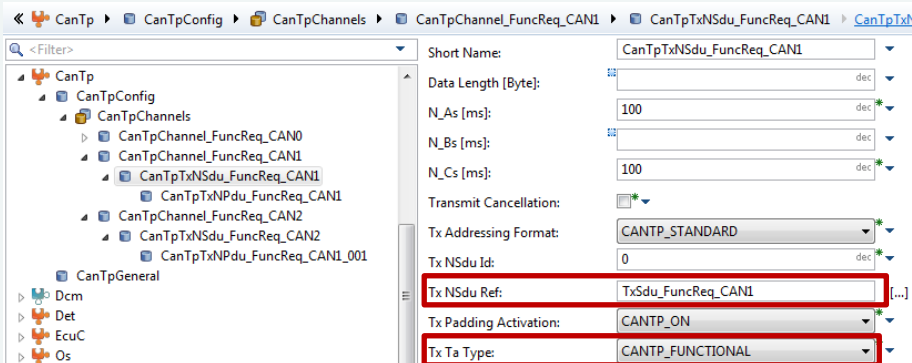 « CanTp ▸ CanTpConfig ▸ CanTpChannels ▸ CanTpChannel_FuncReq_CAN1 ▸ CanTpTxNSdu_FuncReq_CAN1 ▸ CanTpTxN
<Filter>
CanTp
CanTpConfig
CanTpChannels
CanTpChannel_FuncReq_CAN0
CanTpChannel_FuncReq_CAN1
CanTpTxNSdu_FuncReq_CAN1
CanTpTxNPdu_FuncReq_CAN1
CanTpChannel_FuncReq_CAN2
CanTpTxNSdu_FuncReq_CAN2
CanTpTxNPdu_FuncReq_CAN1_001
CanTpGeneral
Dcm
Det
EcuC
Os
Short Name: CanTpTxNSdu_FuncReq_CAN1
Data Length [Byte]: dec
N_As [ms]: 100 dec
N_Bs [ms]: dec
N_Cs [ms]: 100 dec
Transmit Cancellation:
Tx Addressing Format: CANTP_STANDARD
Tx NSdu Id: 0 dec
Tx NSdu Ref: TxSdu_FuncReq_CAN1 [...]
Tx Padding Activation: CANTP_ON
Tx Ta Type: CANTP_FUNCTIONAL